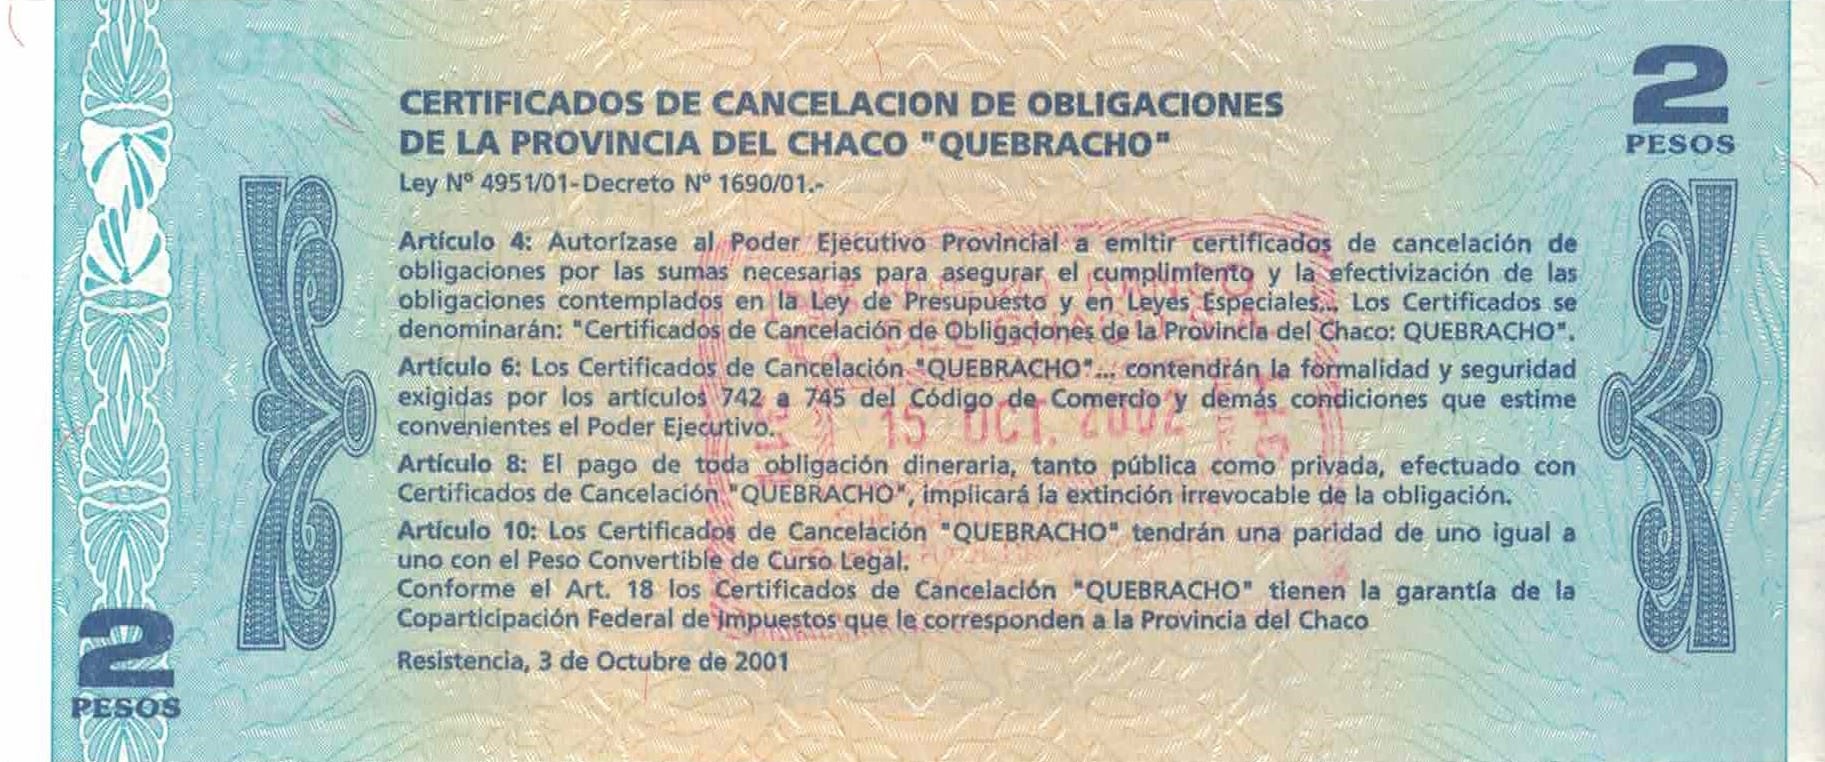 2
PESOS
CERTIFICADOS DE CANCELACION DE OBLIGACIONES
DE LA PROVINCIA DEL CHACO "QUEBRACHO"
Ley Nº 4951/01-Decreto Nº 1690/01.-
Artículo 4: Autorízase al Poder Ejecutivo Provincial a emitir certificados de cancelación de
obligaciones por las sumas necesarias para asegurar el cumplimiento y la efectivización de las
obligaciones contemplados en la Ley de Presupuesto y en Leyes Especiales... Los Certificados se
denominarán: "Certificados de Cancelación de Obligaciones de la Provincia del Chaco: QUEBRACHO".
Artículo 6: Los Certificados de Cancelación "QUEBRACHO"... contendrán la formalidad y seguridad
exigidas por los artículos 742 a 745 del Código de Comercio y demás condiciones que estime
convenientes el Poder Ejecutivo.
15 OCT. 2002
Artículo 8: El pago de toda obligación dineraria, tanto pública como privada, efectuado con
Certificados de Cancelación "QUEBRACHO", implicará la extinción irrevocable de la obligación.
Artículo 10: Los Certificados de Cancelación "QUEBRACHO" tendrán una paridad de uno igual a
uno con el Peso Convertible de Curso Legal.
Conforme el Art. 18 los Certificados de Cancelación "QUEBRACHO" tienen la garantía de la
Coparticipación Federal de Impuestos que le corresponden a la Provincia del Chaco
Resistencia, 3 de Octubre de 2001
2
PESOS